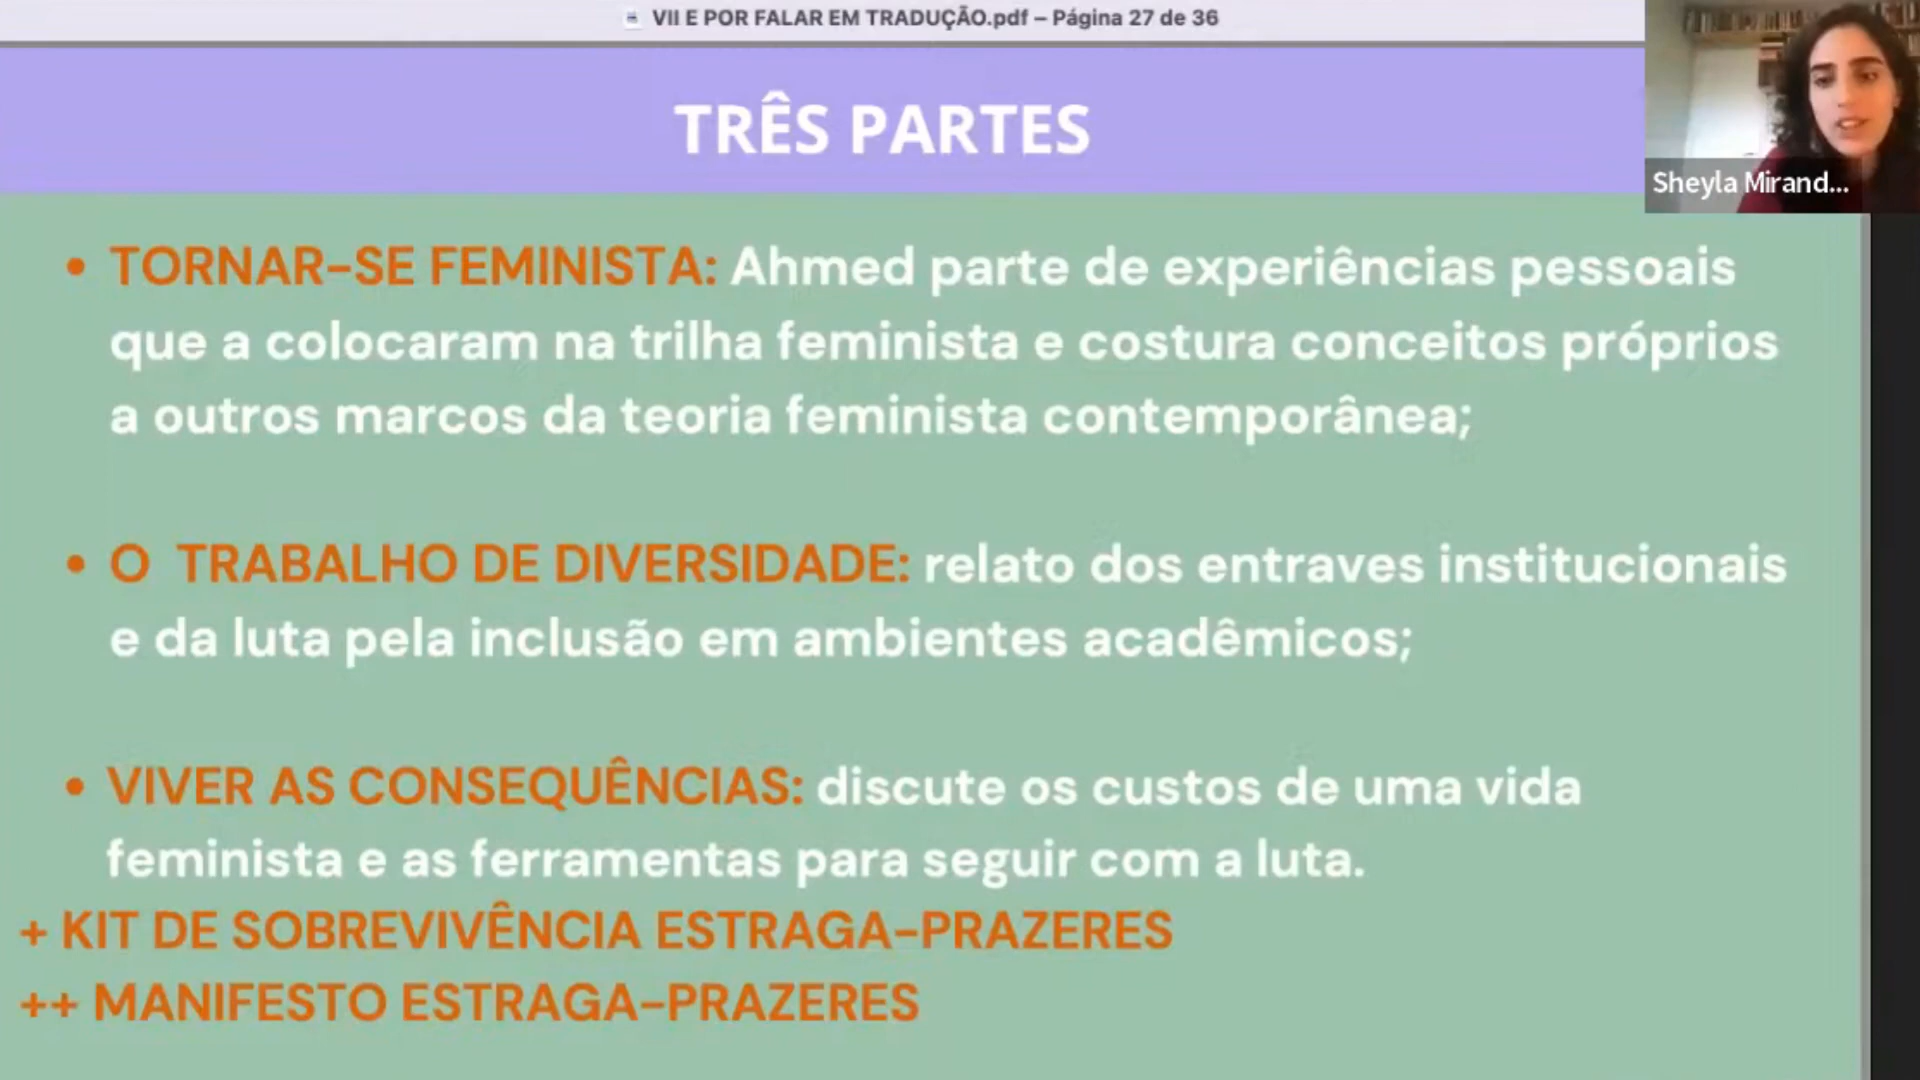 VII E POR FALAR EM TRADUÇÃO.pdf – Página 27 de 36
TRÊS PARTES
Sheyla Mirand...
• TORNAR-SE FEMINISTA: Ahmed parte de experiências pessoais
que a colocaram na trilha feminista e costura conceitos próprios
a outros marcos da teoria feminista contemporânea;
• O TRABALHO DE DIVERSIDADE: relato dos entraves institucionais
e da luta pela inclusão em ambientes acadêmicos;
• VIVER AS CONSEQUÊNCIAS: discute os custos de uma vida
feminista e as ferramentas para seguir com a luta.
+ KIT DE SOBREVIVÊNCIA ESTRAGA-PRAZERES
++ MANIFESTO ESTRAGA-PRAZERES